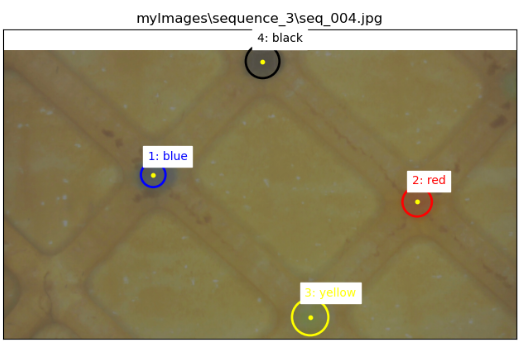 myImages\sequence_3\seq_004.jpg
4: black
1: blue
2: red
3: yellow